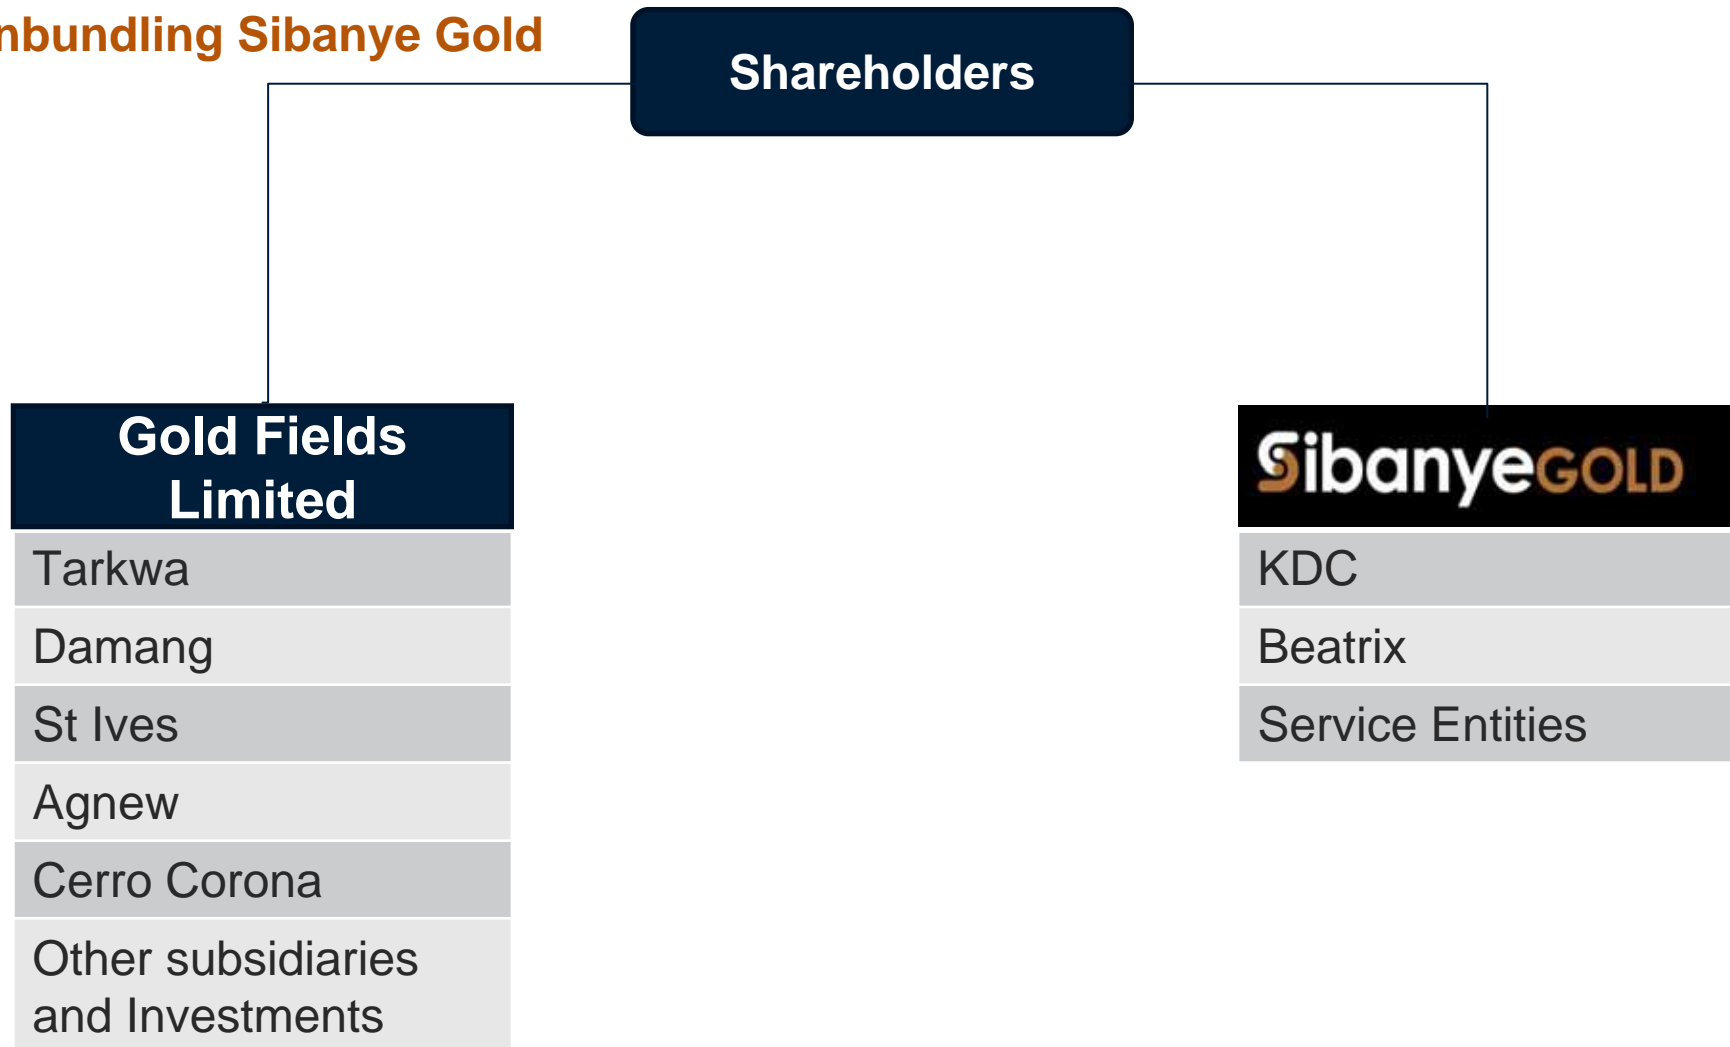 nbundling Sibanye Gold
Shareholders
Gold Fields
Limited
Tarkwa
Damang
St Ives
Agnew
Cerro Corona
Other subsidiaries
and Investments
SibanyeGOLD
KDC
Beatrix
Service Entities